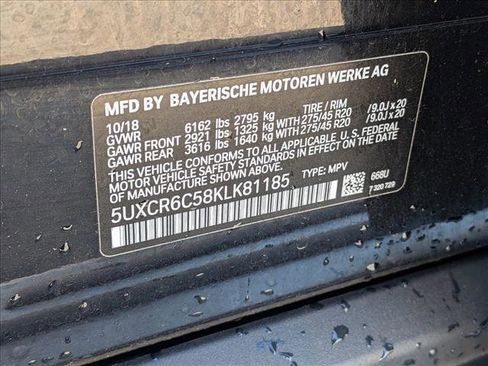 MFD BY BAYERISCHE MOTOREN WERKE AG
10/18 TIRE / RIM
GVWR 6162 lbs 2795 kg
GAWR FRONT 2921 lbs 1325 kg WITH 275/45 R20 / 9.0J x 20
GAWR REAR 3616 lbs 1640 kg WITH 275/45 R20 / 9.0J x 20
THIS VEHICLE CONFORMS TO ALL APPLICABLE U.S. FEDERAL
MOTOR VEHICLE SAFETY STANDARDS IN EFFECT ON THE DATE
OF MANUFACTURE SHOWN ABOVE.
5UXCR6C58KLK81185 TYPE: MPV 668U
7 320 729